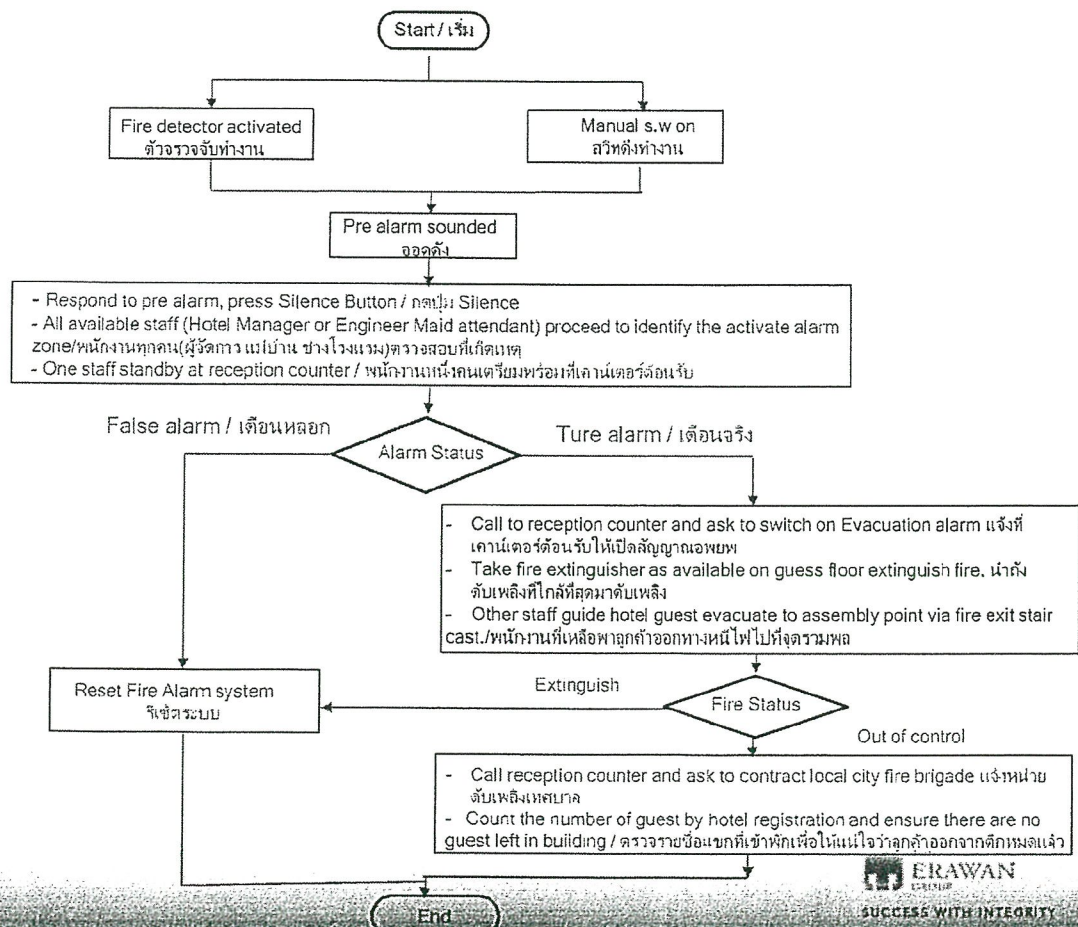 Start / เริ่ม
Fire detector activated
ตัวจรวจจับทำงาน
Manual s.w on
สวิทดึงทำงาน
Pre alarm sounded
ออดดัง
- Respond to pre alarm, press Silence Button / กดปุ่ม Silence
- All available staff (Hotel Manager or Engineer Maid attendant) proceed to identify the activate alarm
zone/พนักงานทุกคน(ผู้จัดการ แม่บ้าน ช่างโรงแรม)ตรวจสอบที่เกิดเหตุ
- One staff standby at reception counter / พนักงานหนึ่งคนเตรียมพร้อมที่เคาน์เตอร์ต้อนรับ
False alarm / เตือนหลอก
Alarm Status
Ture alarm / เตือนจริง
- Call to reception counter and ask to switch on Evacuation alarm แจ้งที่
เคาน์เตอร์ต้อนรับให้เปิดสัญญาณอพยพ
- Take fire extinguisher as available on guess floor extinguish fire. นำถัง
ดับเพลิงที่ใกล้ที่สุดมาดับเพลิง
- Other staff guide hotel guest evacuate to assembly point via fire exit stair
cast./พนักงานที่เหลือพาลูกค้าออกทางหนีไฟไปที่จุดรวมพล
Reset Fire Alarm system
รีเซ้ตระบบ
Extinguish
Fire Status
Out of control
- Call reception counter and ask to contract local city fire brigade แจ้งหน่วย
ดับเพลิงเทศบาล
- Count the number of guest by hotel registration and ensure there are no
guest left in building / ตรวจรายชื่อแขกที่เข้าพักเพื่อให้แน่ใจว่าลูกค้าออกจากตึกหมดแล้ว
End
ERAWAN
GROUP
SUCCESS WITH INTEGRITY